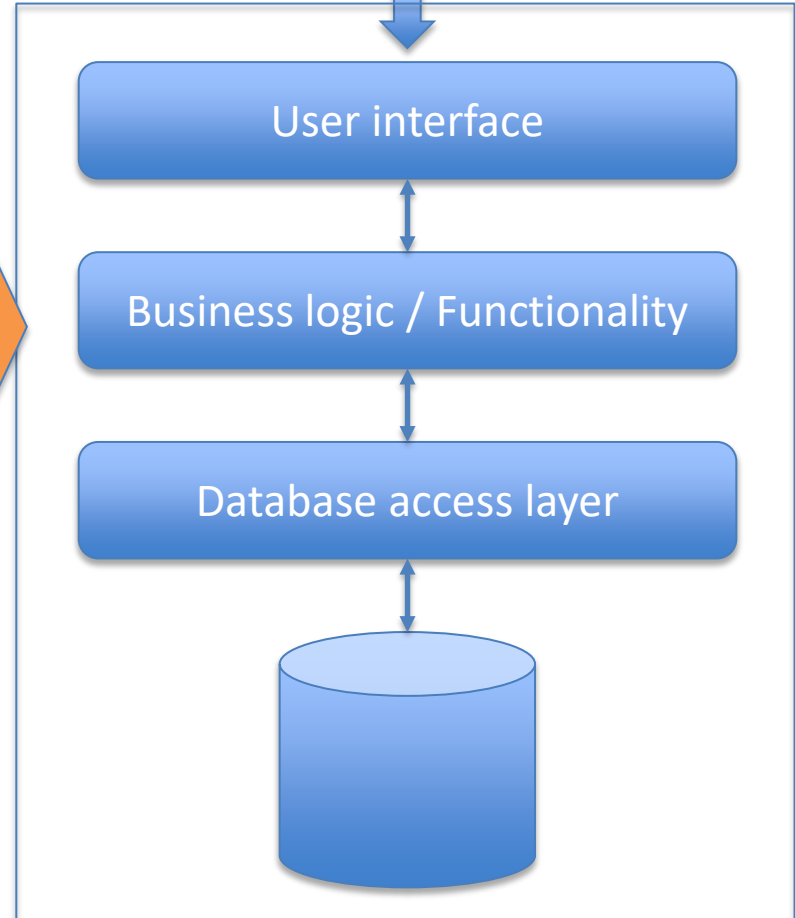 User interface
Business logic / Functionality
Database access layer